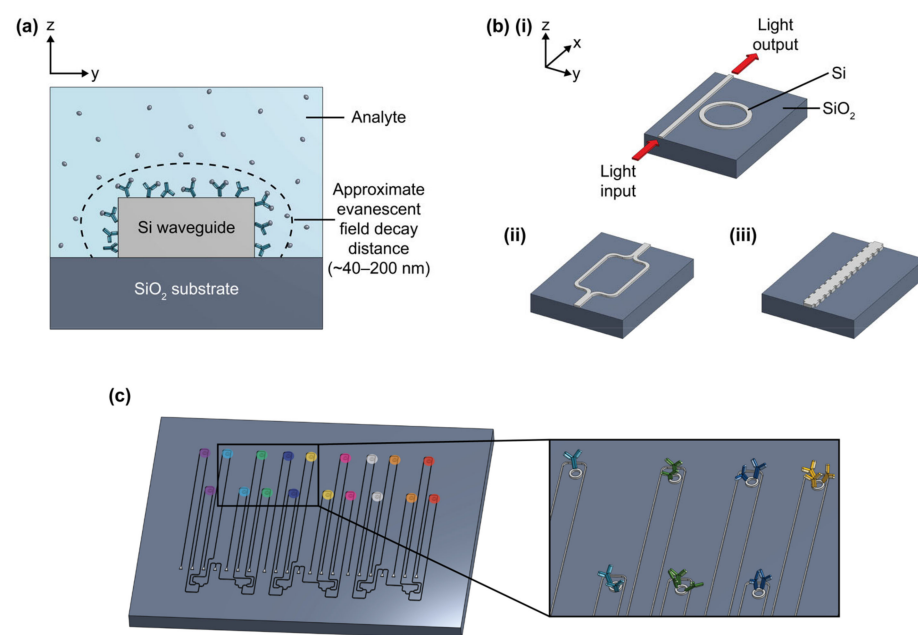 (a)
z
y
Analyte
Approximate
evanescent
field decay
distance
(~40–200 nm)
Si waveguide
SiO₂ substrate
(b) (i)
z
x
y
Light
output
Si
SiO₂
Light
input
(ii)
(iii)
(c)